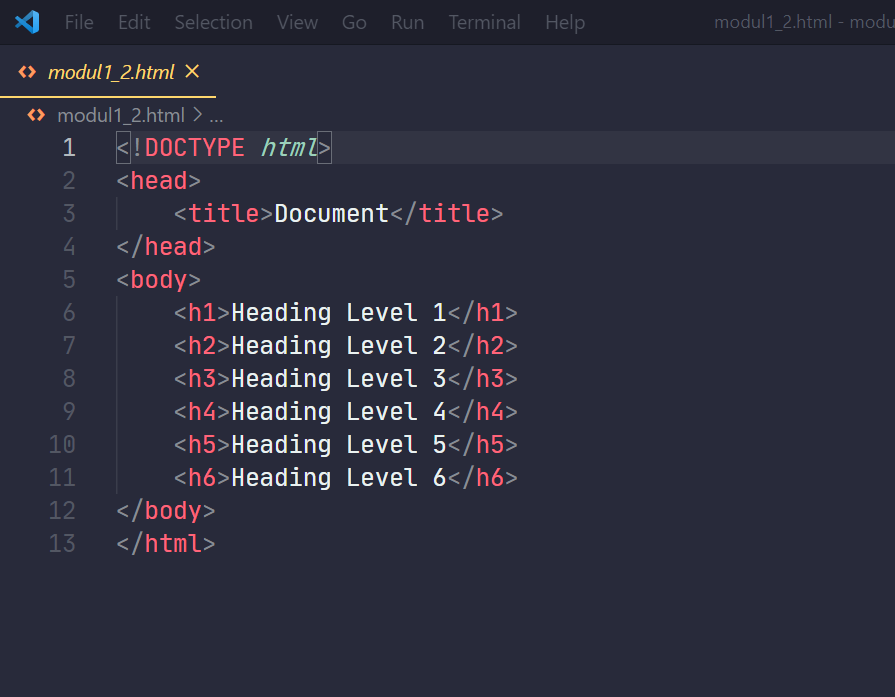 File Edit Selection View Go Run Terminal Help modul1_2.html - modu
modul1_2.html
modul1_2.html > ...
1 <!DOCTYPE html>
2 <head>
3     <title>Document</title>
4 </head>
5 <body>
6     <h1>Heading Level 1</h1>
7     <h2>Heading Level 2</h2>
8     <h3>Heading Level 3</h3>
9     <h4>Heading Level 4</h4>
10     <h5>Heading Level 5</h5>
11     <h6>Heading Level 6</h6>
12 </body>
13 </html>